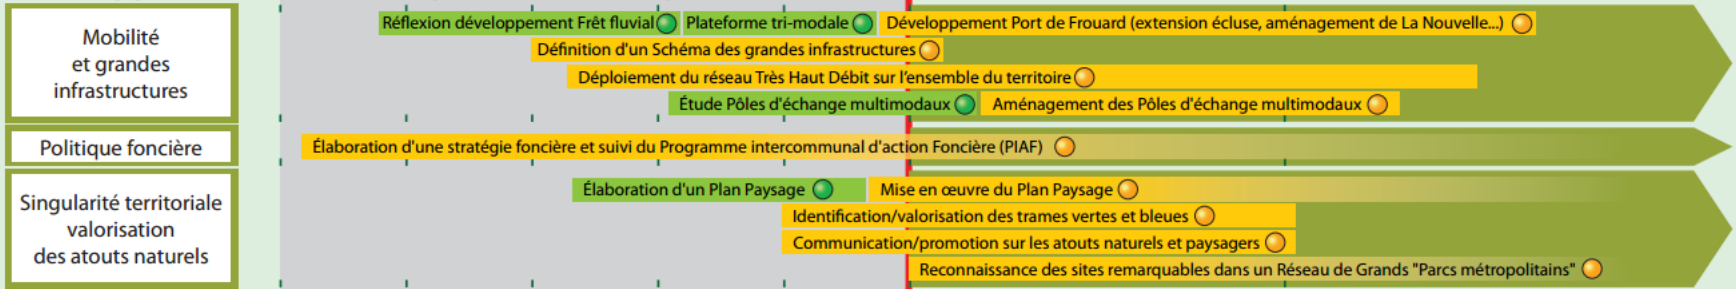 Mobilité
et grandes
infrastructures
Réflexion développement Frêt fluvial
Plateforme tri-modale
Développement Port de Frouard (extension écluse, aménagement de La Nouvelle...)
Définition d'un Schéma des grandes infrastructures
Déploiement du réseau Très Haut Débit sur l'ensemble du territoire
Étude Pôles d'échange multimodaux
Aménagement des Pôles d'échange multimodaux
Politique foncière
Élaboration d'une stratégie foncière et suivi du Programme intercommunal d'action Foncière (PIAF)
Singularité territoriale
valorisation
des atouts naturels
Élaboration d'un Plan Paysage
Mise en œuvre du Plan Paysage
Identification/valorisation des trames vertes et bleues
Communication/promotion sur les atouts naturels et paysagers
Reconnaissance des sites remarquables dans un Réseau de Grands "Parcs métropolitains"